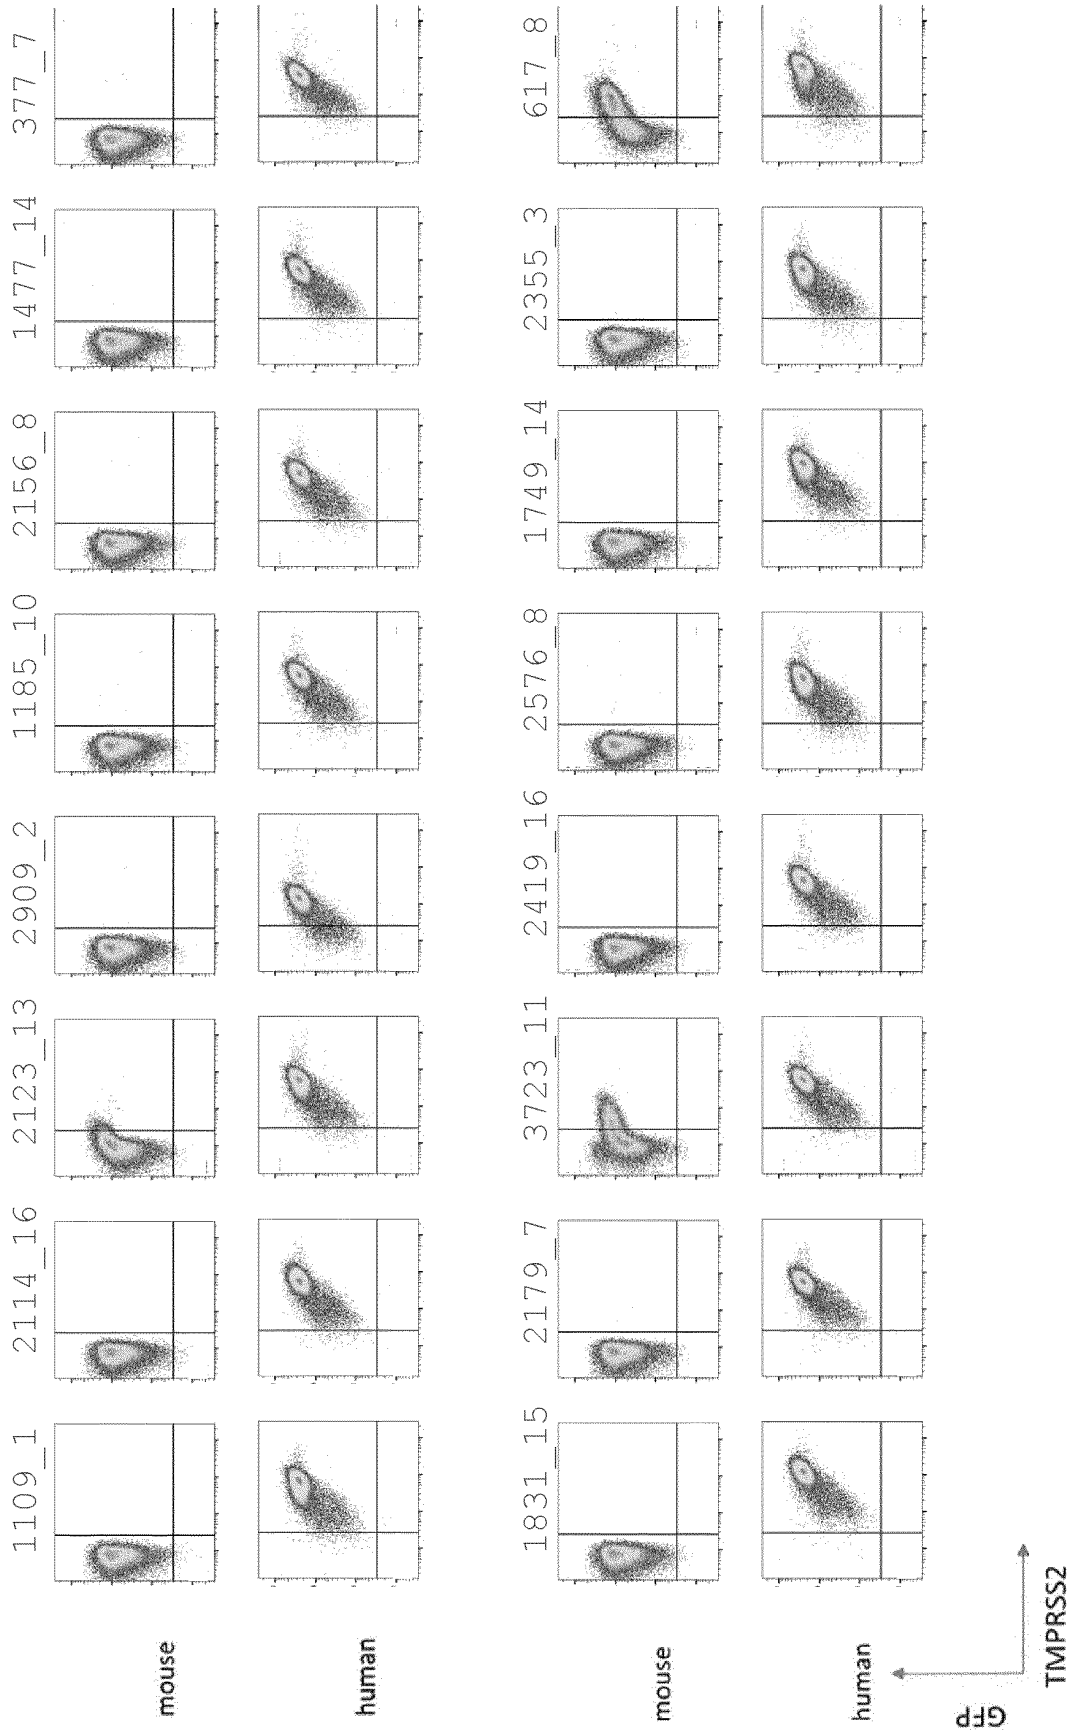 1109_1 2114_16 2123_13 2909_2 1185_10 2156_8 1477_14 377_7
mouse
human
1831_15 2179_7 3723_11 2419_16 2576_8 1749_14 2355_3 617_8
mouse
human
GFP
TMPRSS2